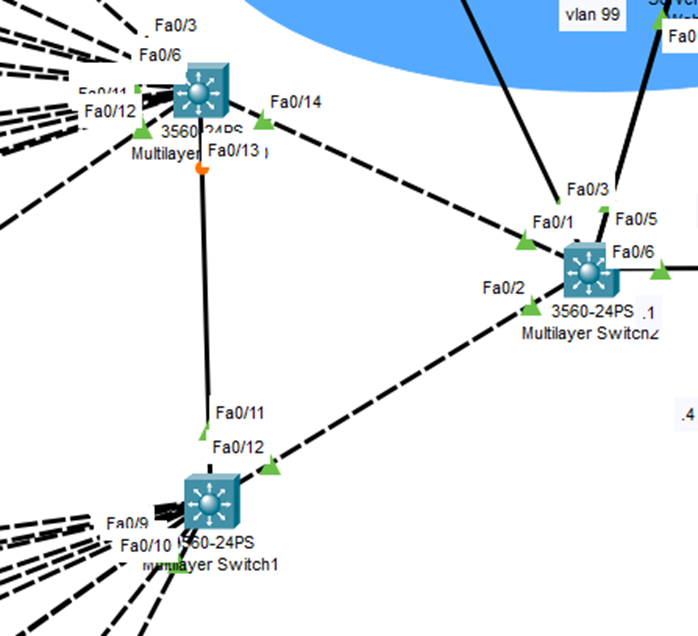 Fa0/3
vlan 99
Fa0
Fa0/6
Fa0/11
Fa0/12
Fa0/14
3560-24PS
Multilayer
Fa0/13
Fa0/3
Fa0/1
Fa0/5
Fa0/6
Fa0/2
3560-24PS
.1
Multilayer Switch2
Fa0/11
.4
Fa0/12
Fa0/9
Fa0/10
560-24PS
Multilayer Switch1